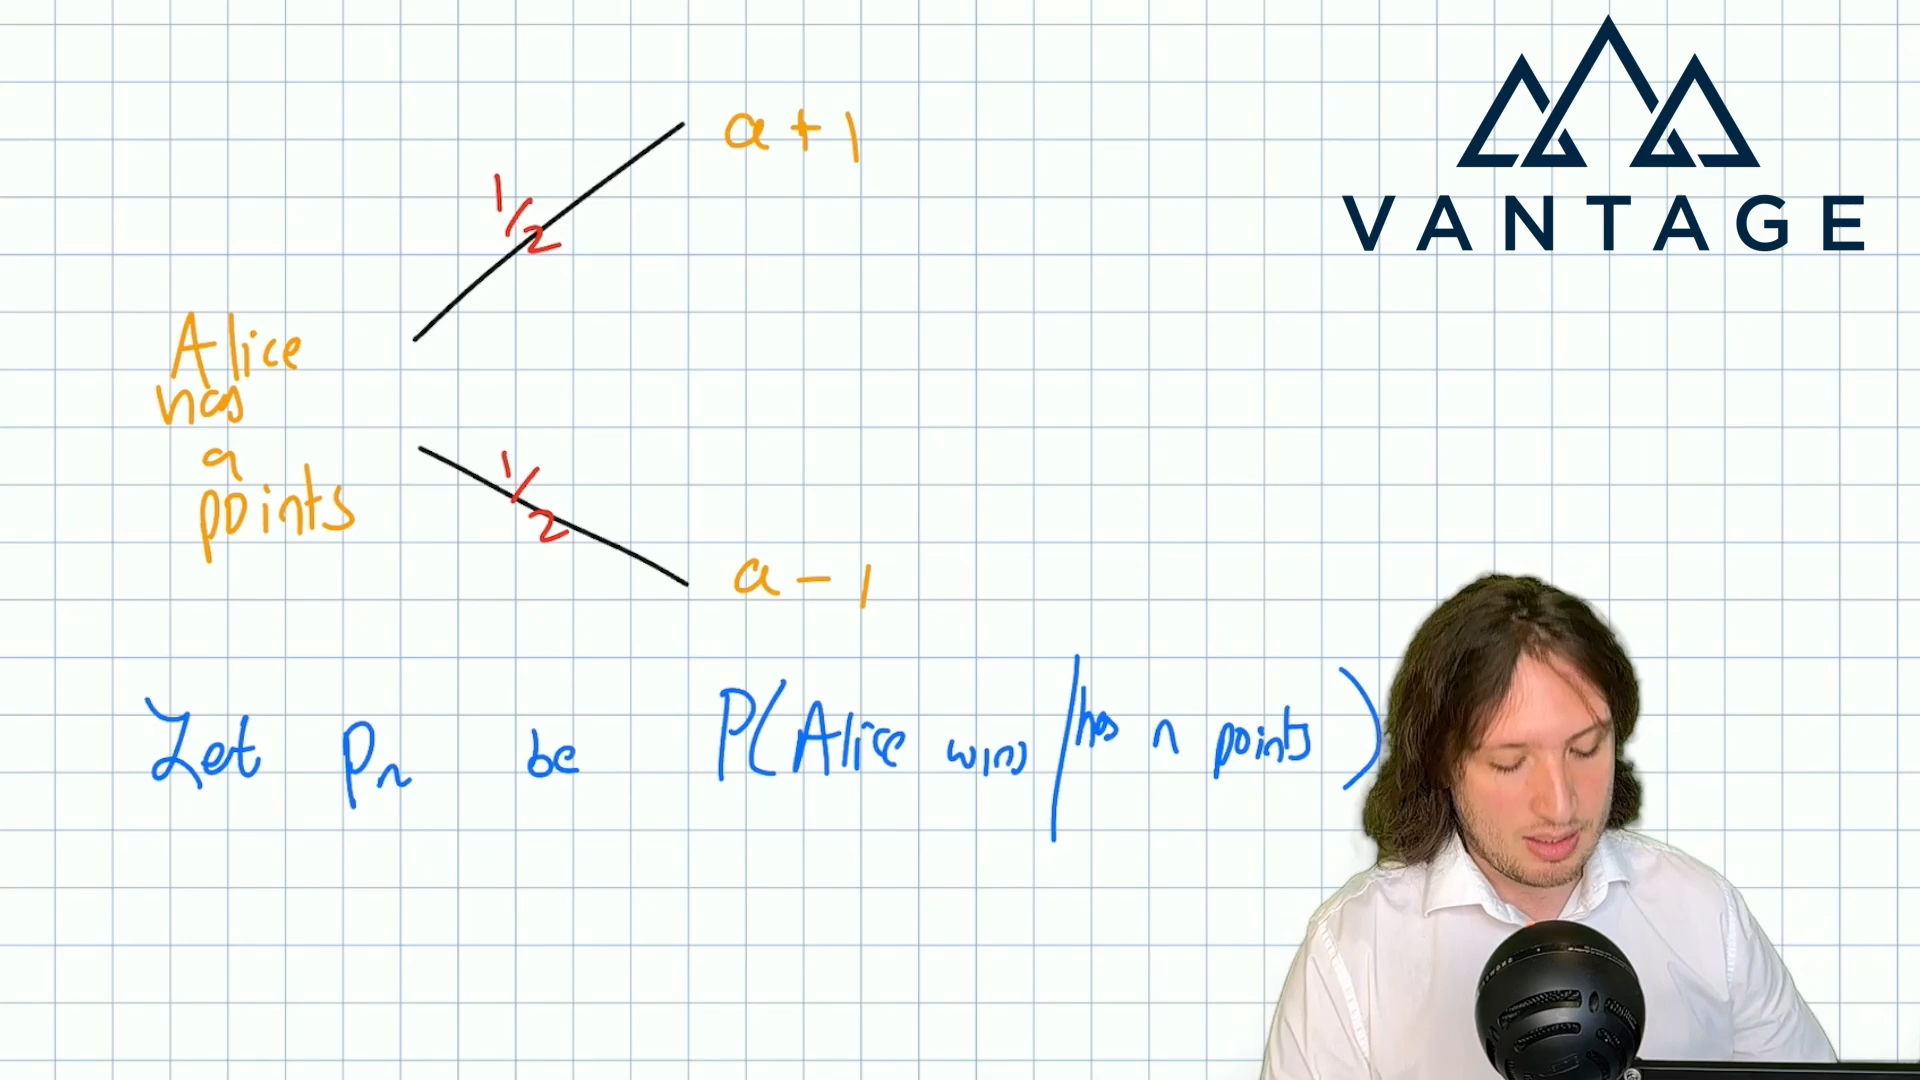 a + 1
VANTAGE
1/2
Alice
has
a
points
1/2
a - 1
Let pn be P(Alice wins | has n points)